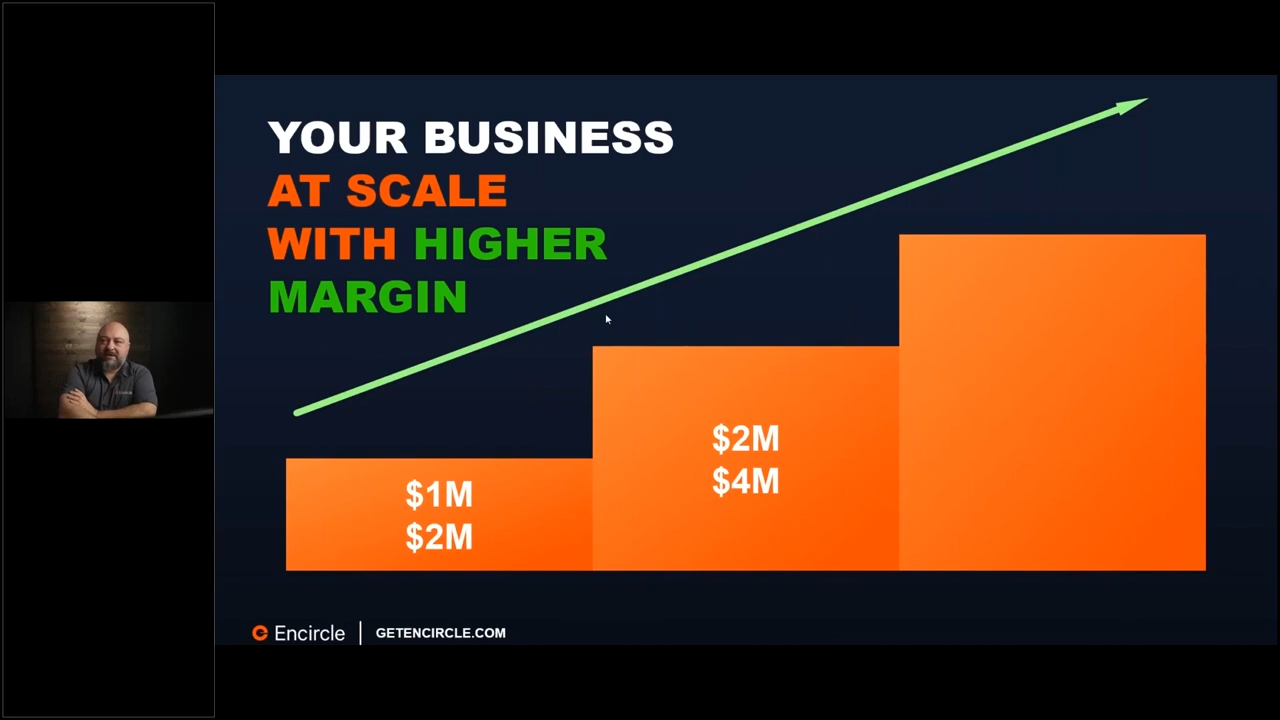 YOUR BUSINESS
AT SCALE
WITH HIGHER
MARGIN
$1M
$2M
$2M
$4M
Encircle
GETENCIRCLE.COM